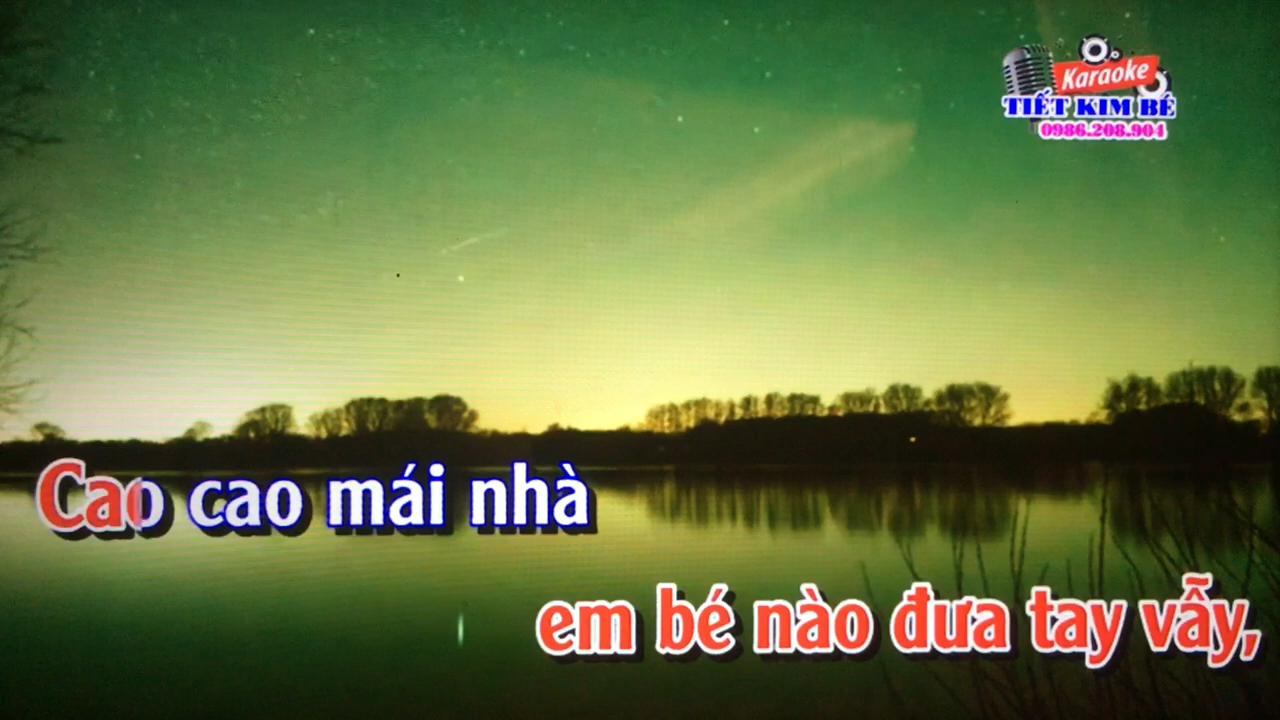 Karaoke
TIẾT KIM BÉ
0986.208.904
Cao cao mái nhà
em bé nào đưa tay vẫy,